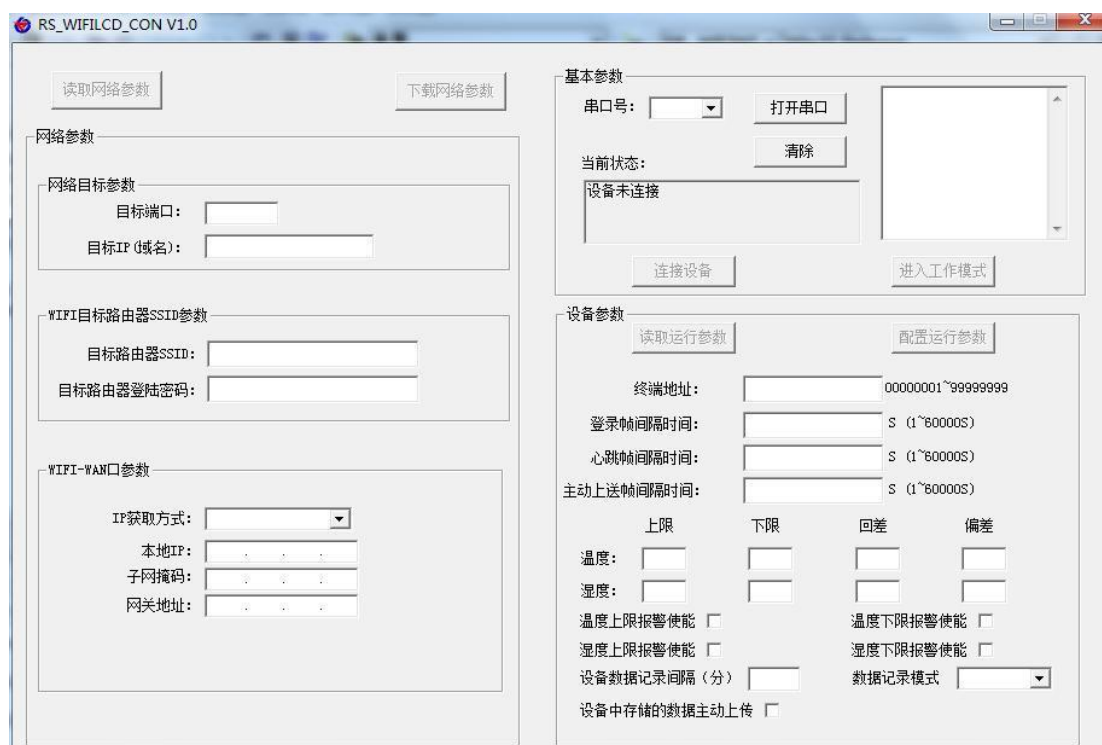 RS_WIFILCD_CON V1.0
读取网络参数
下载网络参数
网络参数
网络目标参数
目标端口：
目标IP(域名)：
WIFI目标路由器SSID参数
目标路由器SSID：
目标路由器登陆密码：
WIFI-WAN口参数
IP获取方式：
本地IP：
子网掩码：
网关地址：
基本参数
串口号： 打开串口
清除
当前状态：
设备未连接
连接设备 进入工作模式
设备参数
读取运行参数 配置运行参数
终端地址： 00000001~99999999
登录帧间隔时间： S (1~60000S)
心跳帧间隔时间： S (1~60000S)
主动上送帧间隔时间： S (1~60000S)
上限 下限 回差 偏差
温度：
湿度：
温度上限报警使能 温度下限报警使能
湿度上限报警使能 湿度下限报警使能
设备数据记录间隔（分） 数据记录模式
设备中存储的数据主动上传